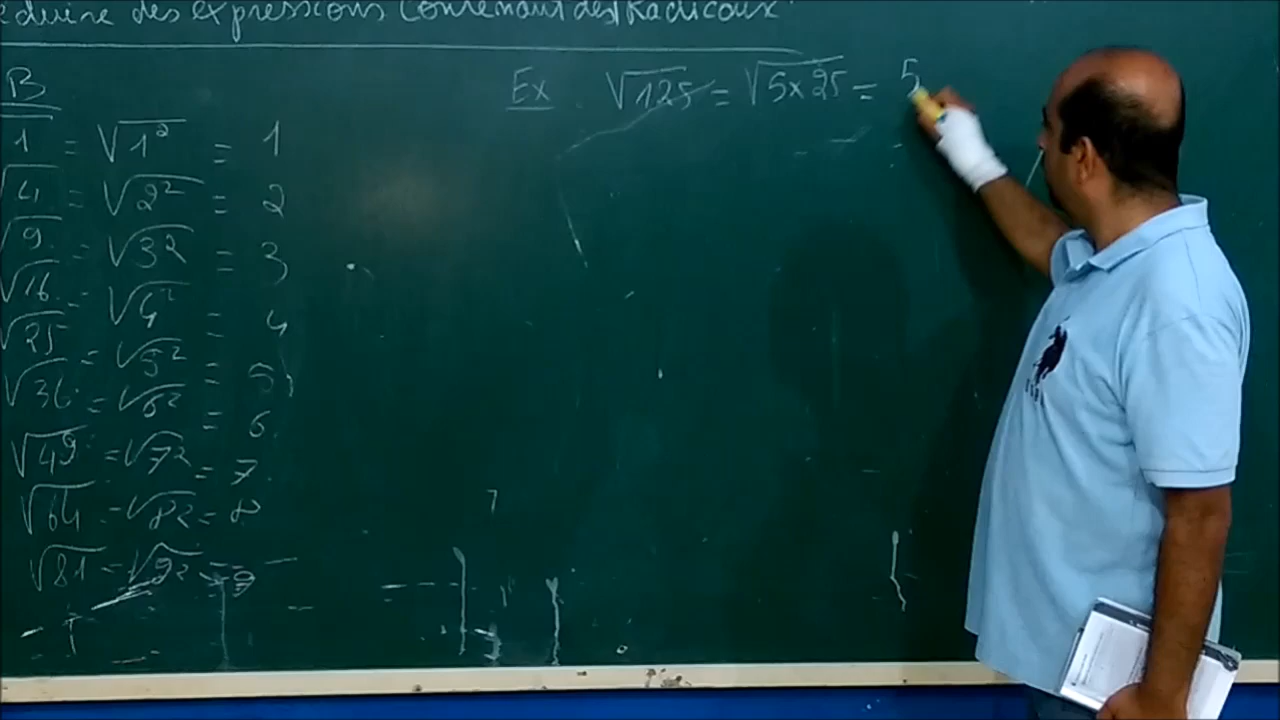 éduire des expressions Contenant des Radicaux
B
Ex √125 = √5x25 = 5
1 = √1² = 1
√4 = √2² = 2
√9 = √3² = 3
√16 = √4² = 4
√25 = √5² = 5
√36 = √6² = 6
√49 = √7² = 7
√64 = √8² = 8
√81 = √9² = 9